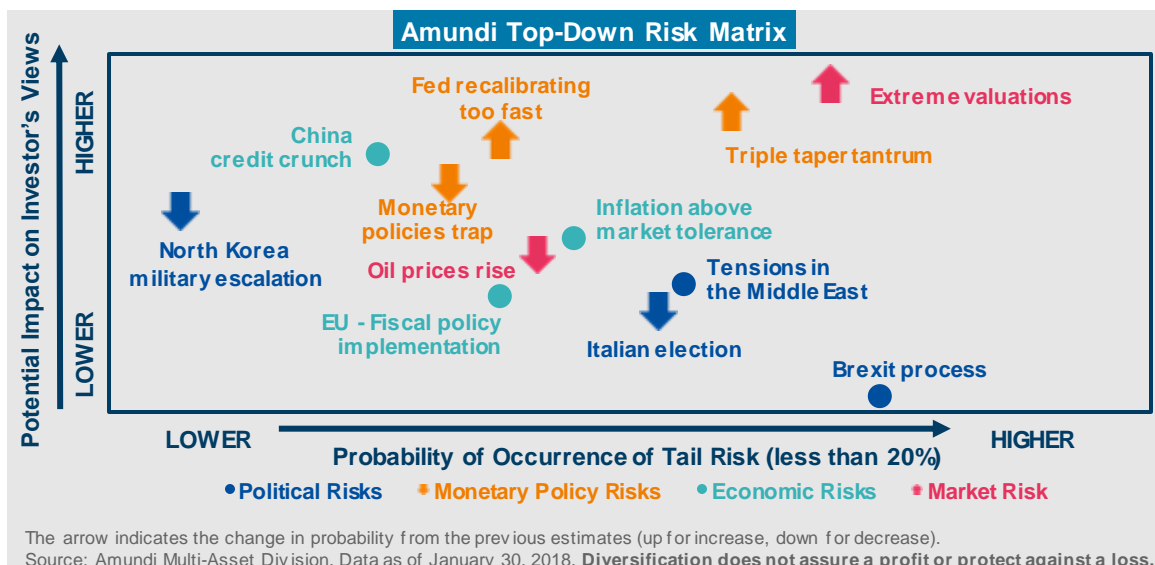 Amundi Top-Down Risk Matrix
Potential Impact on Investor's Views
HIGHER
LOWER
Fed recalibrating
too fast
Extreme valuations
China
credit crunch
Triple taper tantrum
Monetary
policies trap
Inflation above
market tolerance
North Korea
military escalation
Oil prices rise
Tensions in
the Middle East
EU - Fiscal policy
implementation
Italian election
Brexit process
LOWER
HIGHER
Probability of Occurrence of Tail Risk (less than 20%)
Political Risks
Monetary Policy Risks
Economic Risks
Market Risk
The arrow indicates the change in probability from the previous estimates (up for increase, down for decrease).
Source: Amundi Multi-Asset Division. Data as of January 30, 2018. Diversification does not assure a profit or protect against a loss.